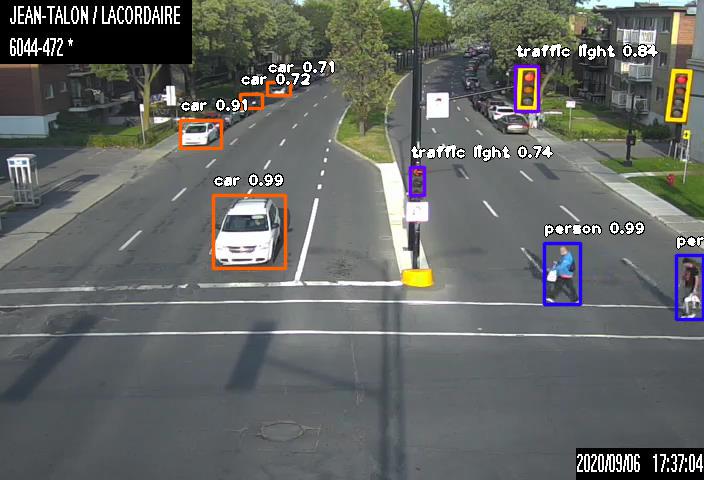 JEAN-TALON / LACORDAIRE
6044-472 *
car 0.71
car 0.72
car 0.91
traffic light 0.84
traffic light 0.74
car 0.99
person 0.99
per
2020/09/06 17:37:04